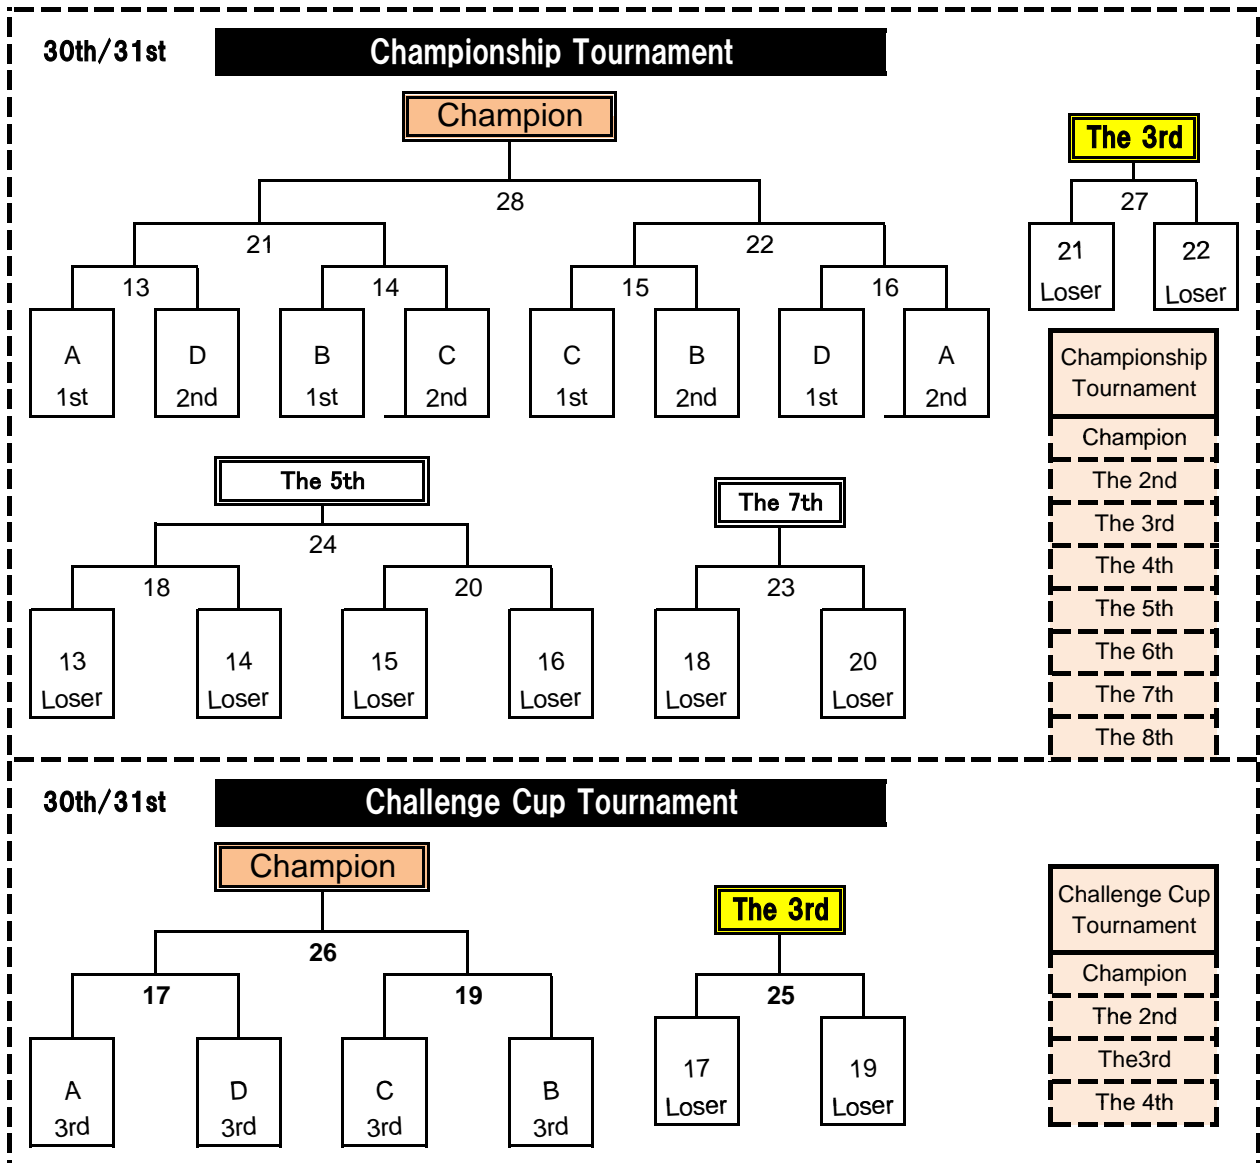 30th/31st Championship Tournament
Champion
The 3rd
28
27
21 22
21 22
Loser Loser
13 14 15 16
A D B C C B D A
1st 2nd 1st 2nd 1st 2nd 1st 2nd
Championship
Tournament
Champion
The 2nd
The 3rd
The 4th
The 5th
The 6th
The 7th
The 8th
The 5th
The 7th
24
18 20 23
13 14 15 16 18 20
Loser Loser Loser Loser Loser Loser
30th/31st Challenge Cup Tournament
Champion
The 3rd
26
17 19 25
A D C B
3rd 3rd 3rd 3rd
17 19
Loser Loser
Challenge Cup
Tournament
Champion
The 2nd
The3rd
The 4th